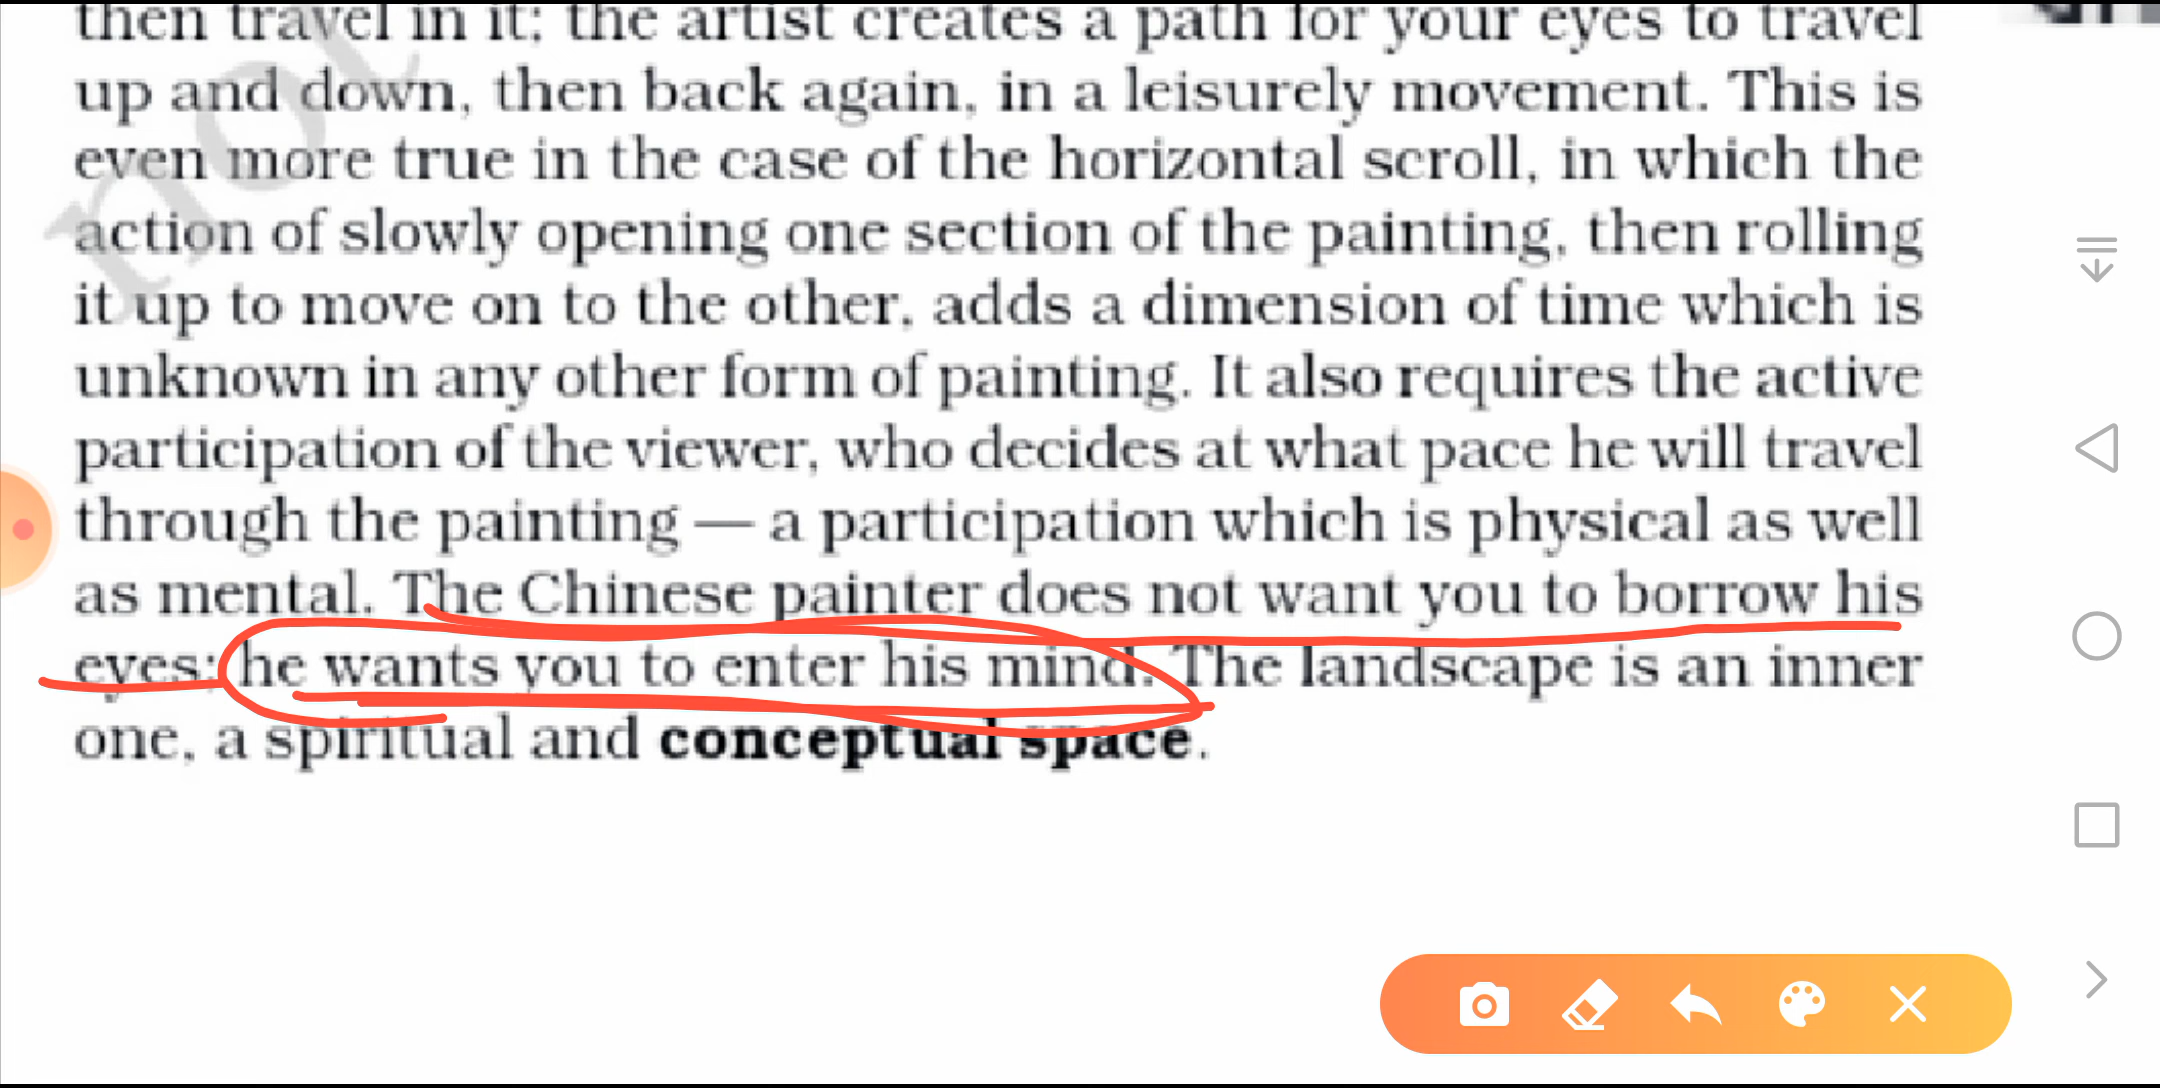 then travel in it; the artist creates a path for your eyes to travel
up and down, then back again, in a leisurely movement. This is
even more true in the case of the horizontal scroll, in which the
action of slowly opening one section of the painting, then rolling
it up to move on to the other, adds a dimension of time which is
unknown in any other form of painting. It also requires the active
participation of the viewer, who decides at what pace he will travel
through the painting — a participation which is physical as well
as mental. The Chinese painter does not want you to borrow his
eyes; he wants you to enter his mind. The landscape is an inner
one, a spiritual and conceptual space.
not